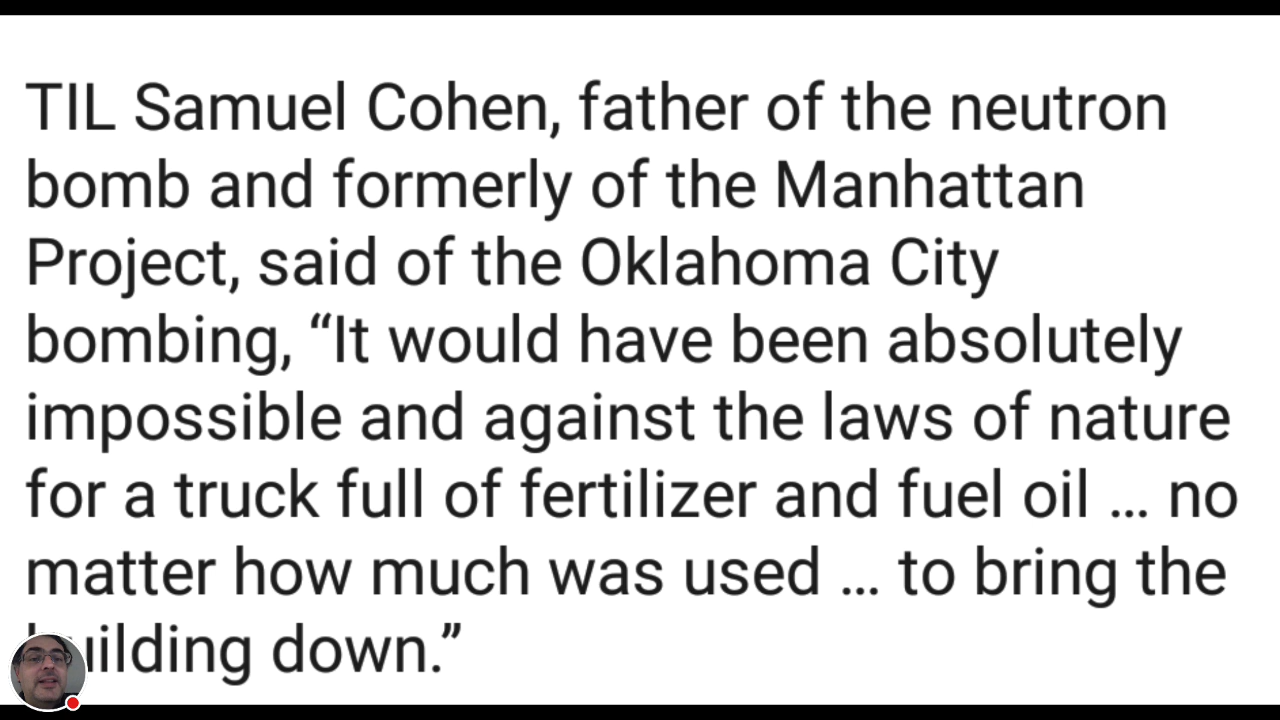 TIL Samuel Cohen, father of the neutron
bomb and formerly of the Manhattan
Project, said of the Oklahoma City
bombing, “It would have been absolutely
impossible and against the laws of nature
for a truck full of fertilizer and fuel oil ... no
matter how much was used ... to bring the
building down.”